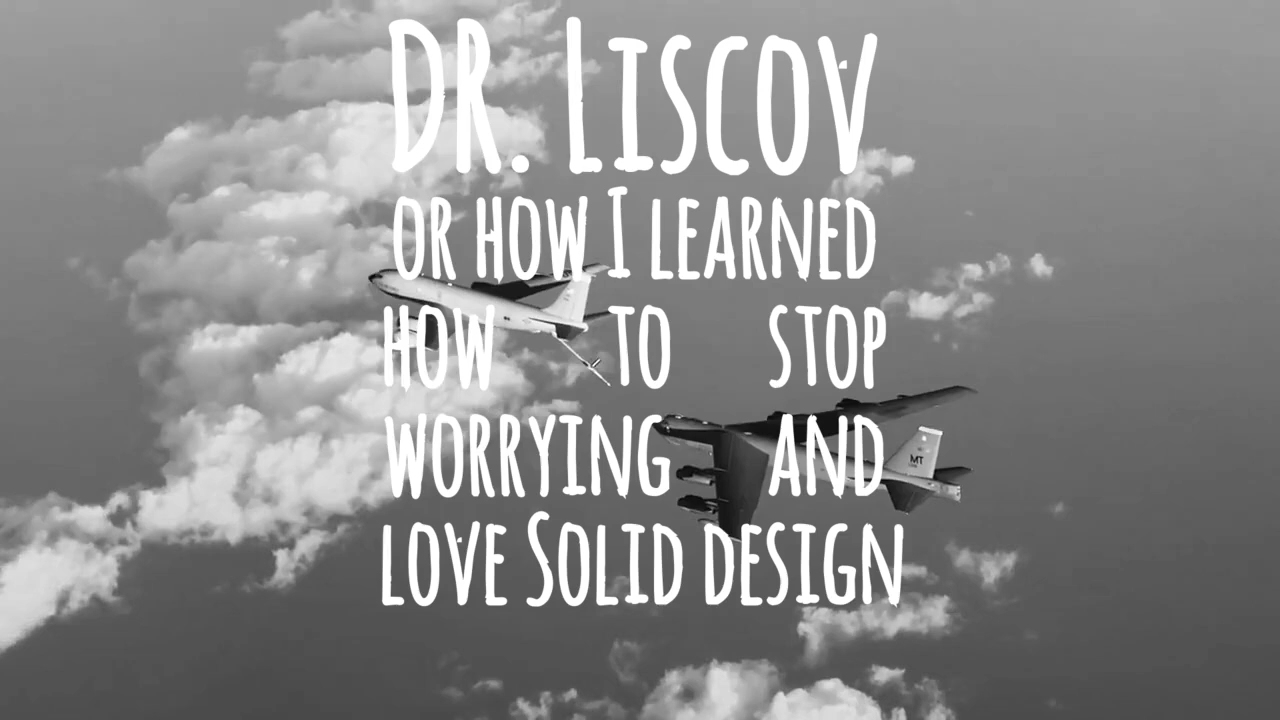 DR. LISCOV
OR HOW I LEARNED
HOW TO STOP
WORRYING AND
LOVE SOLID DESIGN
MT